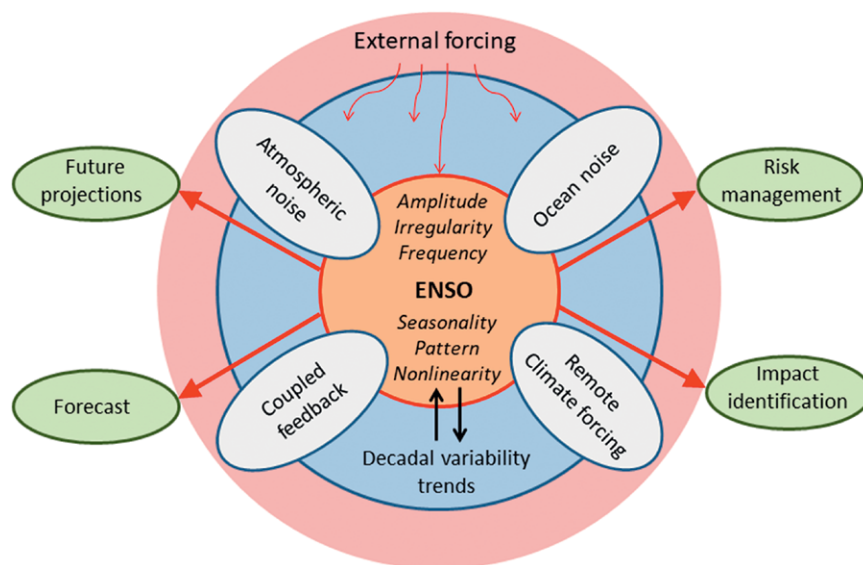 External forcing
Atmospheric
noise
Ocean noise
Future
projections
Risk
management
Amplitude
Irregularity
Frequency
ENSO
Seasonality
Pattern
Nonlinearity
Forecast
Coupled
feedback
Remote
Climate forcing
Impact
identification
Decadal variability
trends